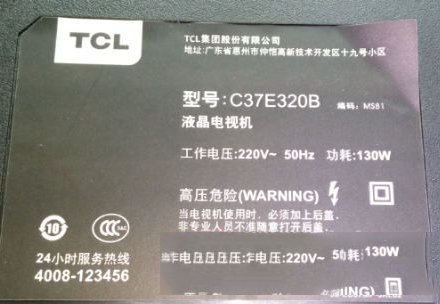 TCL
TCL集团股份有限公司
地址:广东省惠州市仲恺高新技术开发区十九号小区
型号:C37E320B 编码: MS81
液晶电视机
工作电压:220V~ 50Hz 功耗:130W
高压危险(WARNING)
当电视机使用时，必须加上后盖.
非专业人员不准随意打开后盖.
10
24小时服务热线
4008-123456
电压:220V~
耗:130W